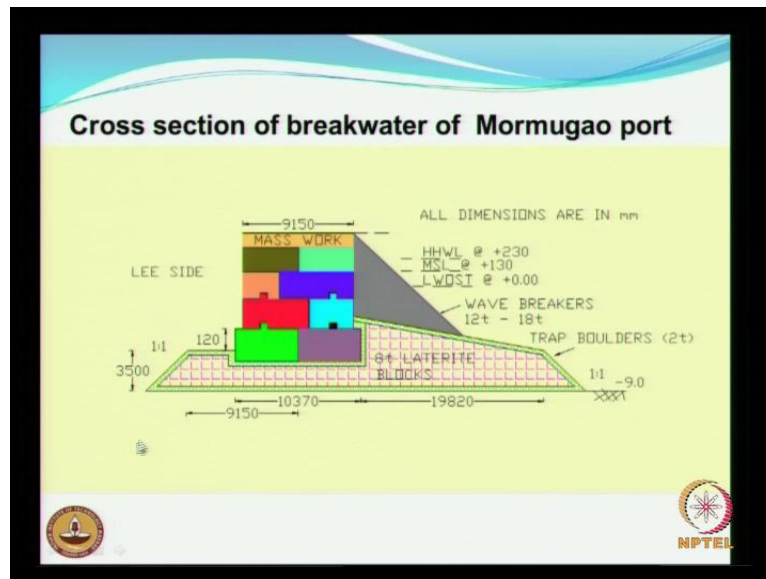 Cross section of breakwater of Mormugao port
ALL DIMENSIONS ARE IN mm
9150
MASS WORK
HHWL @ +230
MSL @ +130
LWOST @ +0.00
LEE SIDE
WAVE BREAKERS
12t - 18t
TRAP BOULDERS (2t)
1:1
120
3500
8t LATERITE
BLOCKS
1:1
-9.0
10370
19820
9150
NPTEL